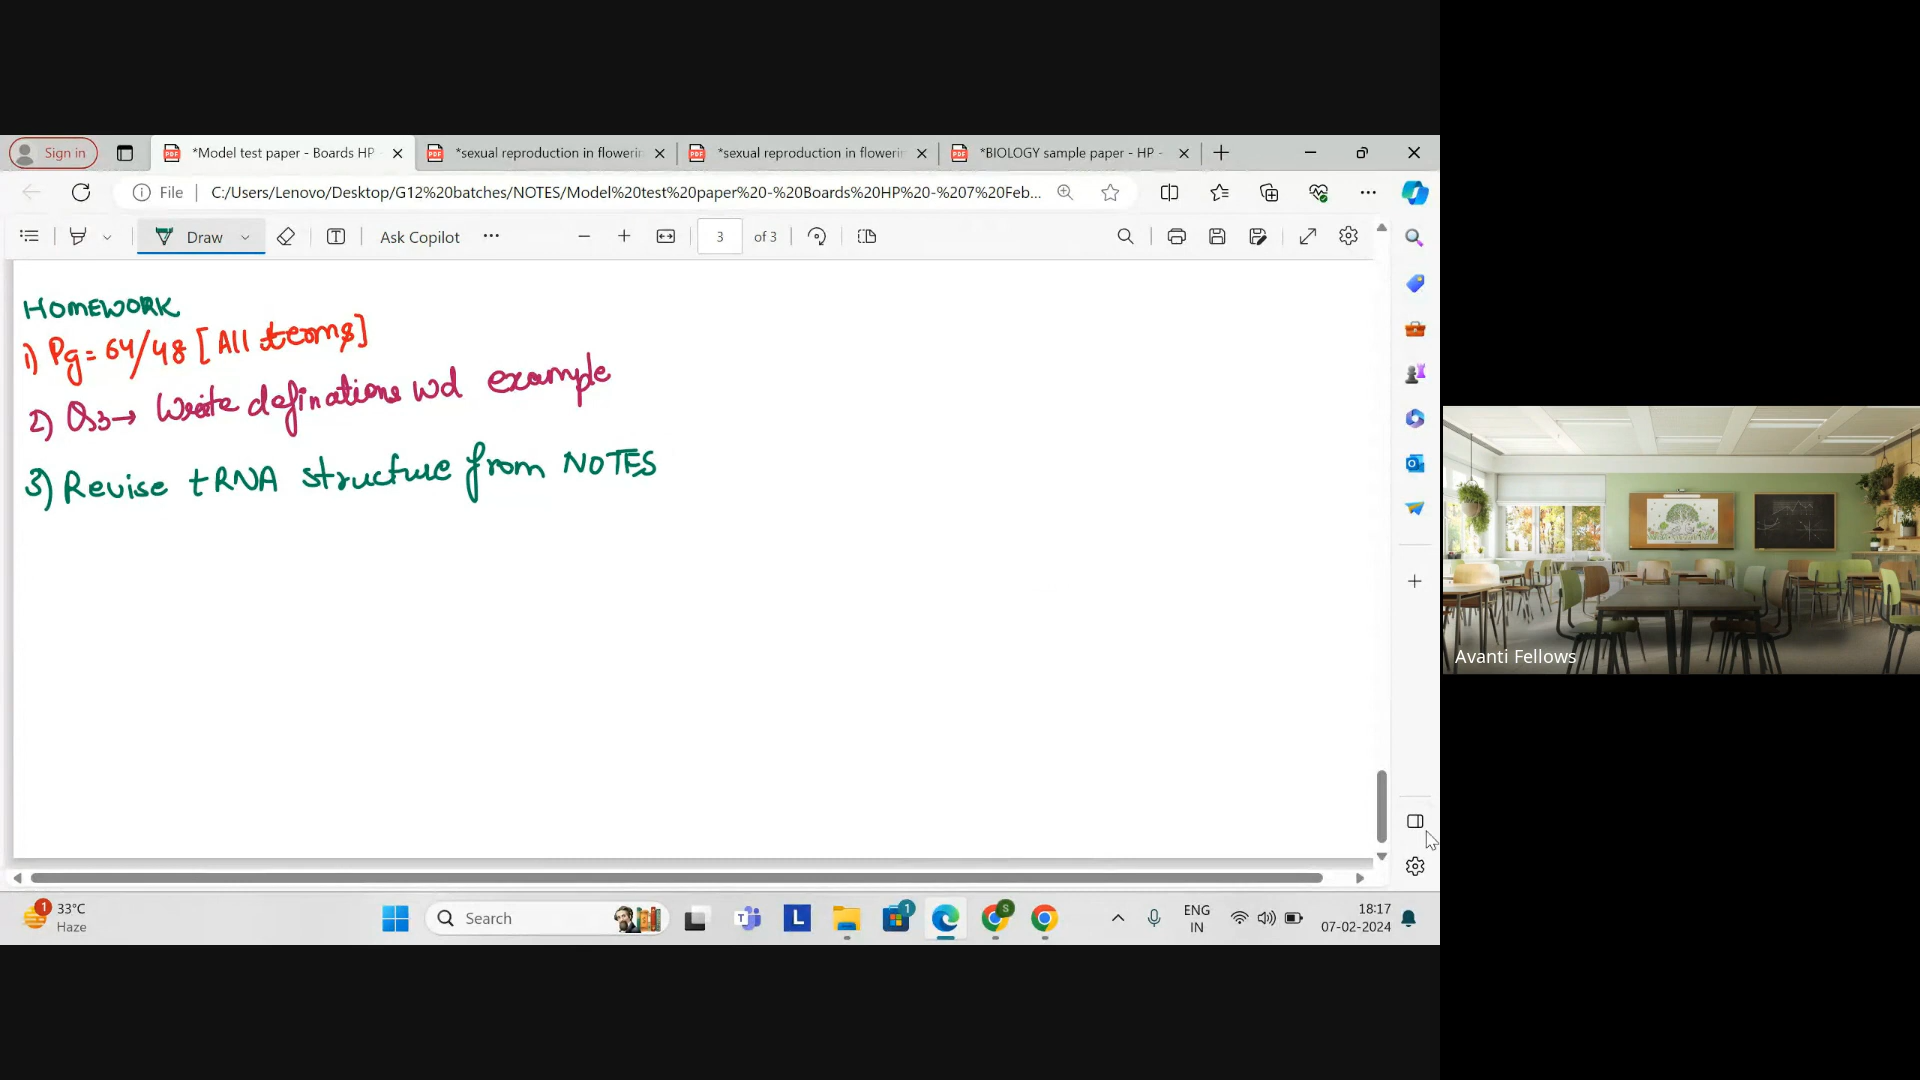 Sign in
*Model test paper - Boards HP
*sexual reproduction in flowerin
*sexual reproduction in flowerin
*BIOLOGY sample paper - HP -
File
C:/Users/Lenovo/Desktop/G12%20batches/NOTES/Model%20test%20paper%20-%20Boards%20HP%20-%207%20Feb...
Draw
Ask Copilot
3 of 3
HOMEWORK
1) Pg = 64/48 [All terms]
2) Q3 → Write definations wd example
3) Revise tRNA structure from NOTES
Avanti Fellows
1
33°C
Haze
Search
L
1
S
ENG
IN
18:17
07-02-2024